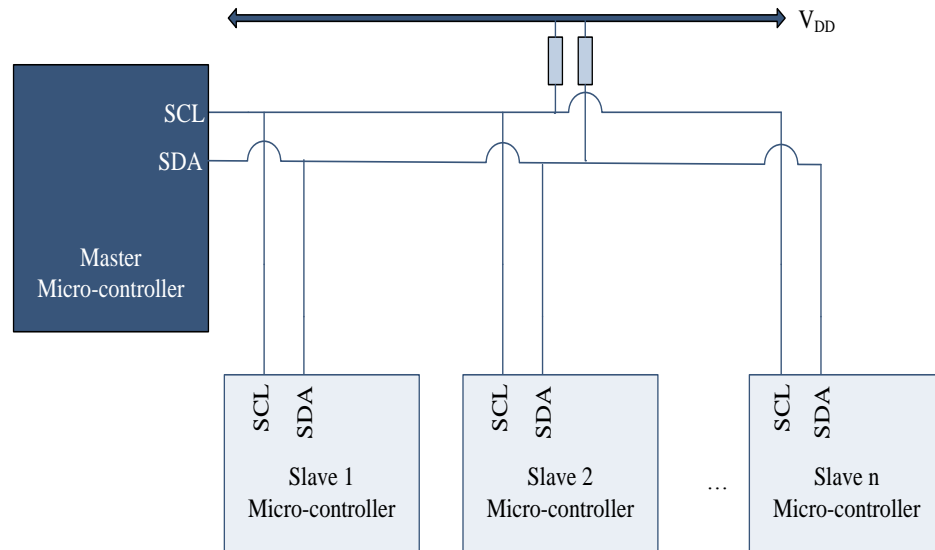 V_DD
SCL
SDA
Master
Micro-controller
SCL
SDA
Slave 1
Micro-controller
SCL
SDA
Slave 2
Micro-controller
...
SCL
SDA
Slave n
Micro-controller